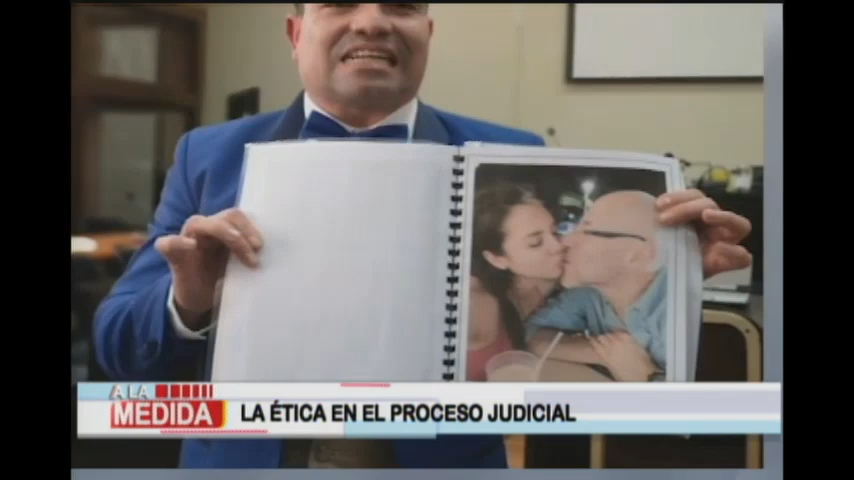 A LA
MEDIDA
LA ÉTICA EN EL PROCESO JUDICIAL